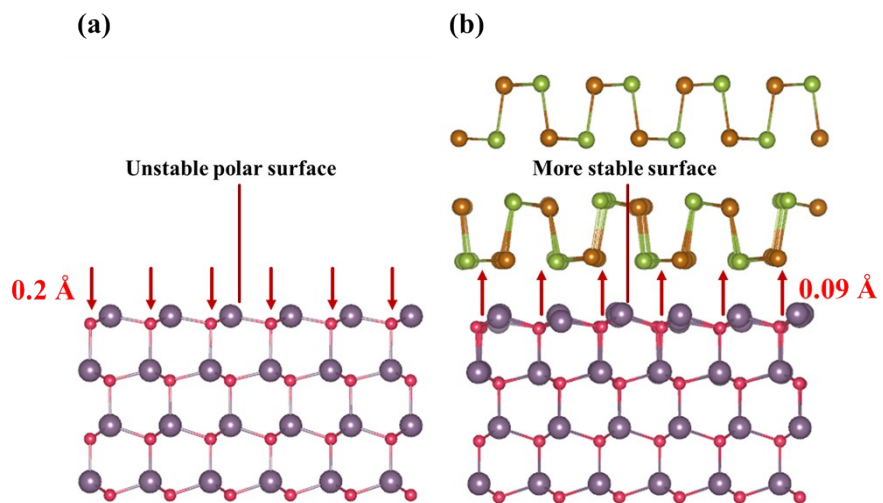 (a)
(b)
Unstable polar surface
More stable surface
0.2 Å
0.09 Å